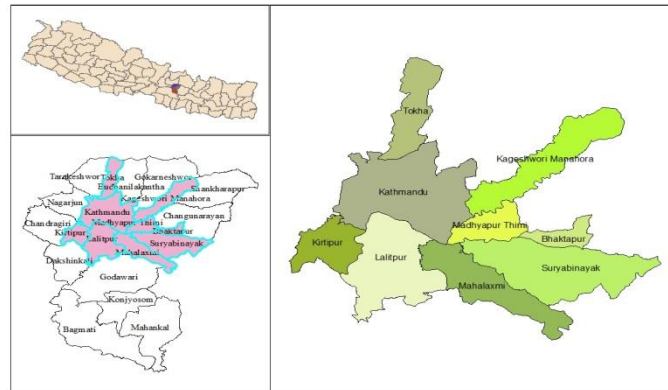 Tarakeshwor
Tokha
Gokarneshwor
Budhanilkantha
Shankharapur
Kageshwori Manahora
Nagarjun
Kathmandu
Changunarayan
Chandragiri
Madhyapur Thimi
Kirtipur
Bhaktapur
Lalitpur
Suryabinayak
Mahalaxmi
Dakshinkali
Godawari
Konjyosom
Bagmati
Mahankal
Tokha
Kageshwori Manahora
Kathmandu
Madhyapur Thimi
Kirtipur
Bhaktapur
Lalitpur
Suryabinayak
Mahalaxmi